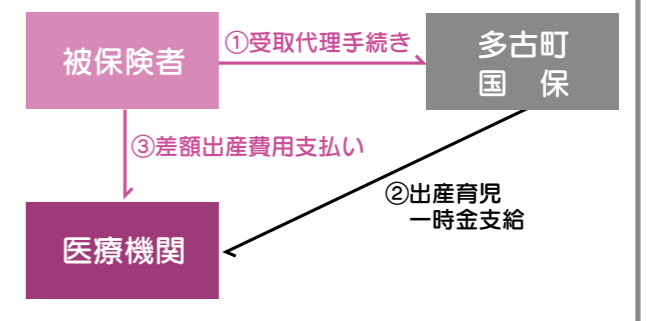 被保険者
①受取代理手続き
多古町
国　保
③差額出産費用支払い
②出産育児
一時金支給
医療機関